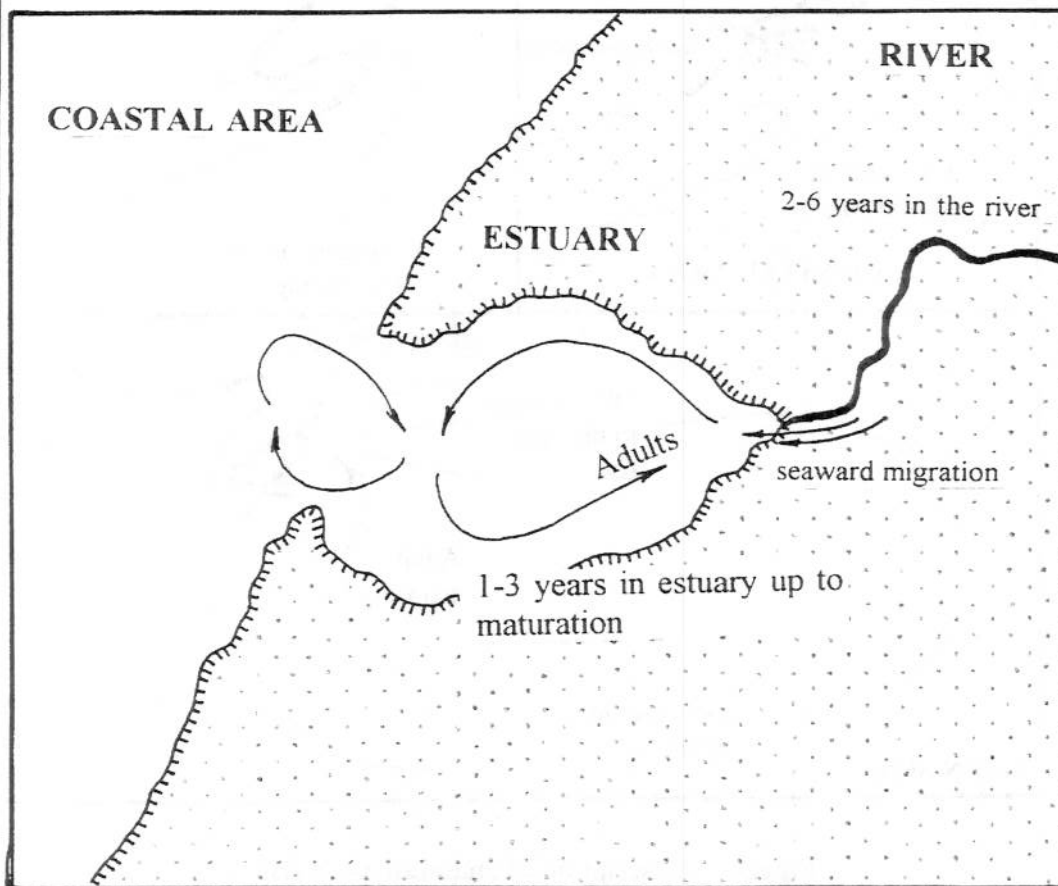 RIVER
COASTAL AREA
2-6 years in the river
ESTUARY
Adults
seaward migration
1-3 years in estuary up to
maturation